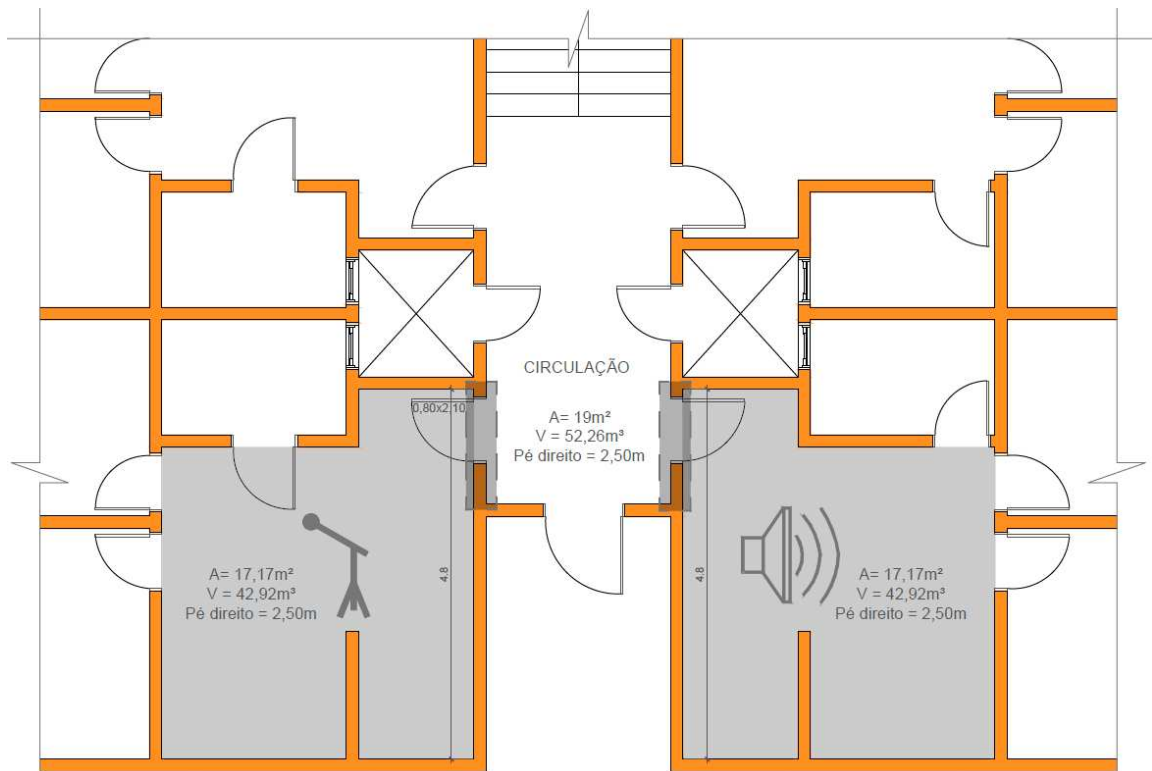 CIRCULAÇÃO
0,80x2,10
A= 19m²
V = 52,26m³
Pé direito = 2,50m
A= 17,17m²
V = 42,92m³
Pé direito = 2,50m
4.8
4.8
A= 17,17m²
V = 42,92m³
Pé direito = 2,50m